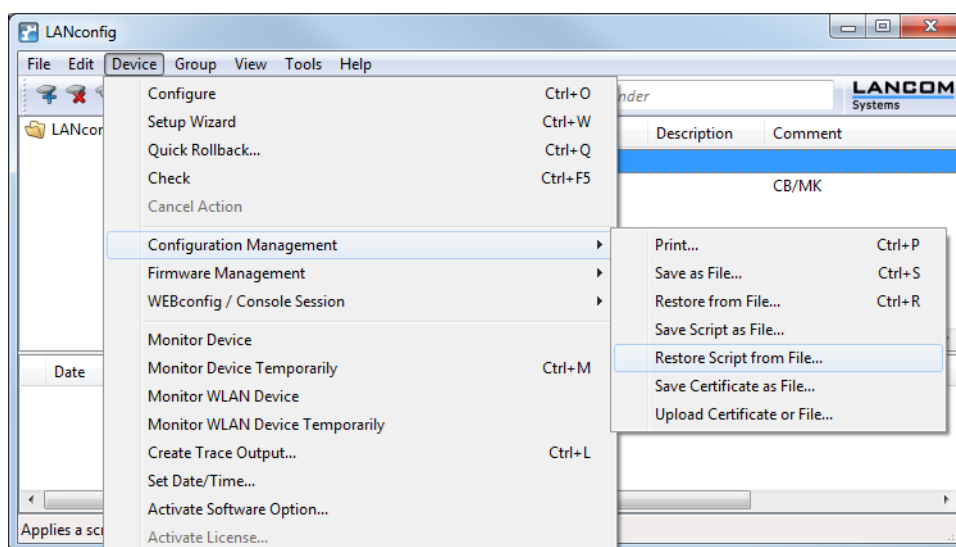 LANconfig
File Edit Device Group View Tools Help
LANCOM
Systems
Configure Ctrl+O
Setup Wizard Ctrl+W
Quick Rollback... Ctrl+Q
Check Ctrl+F5
Cancel Action
Configuration Management
Firmware Management
WEBconfig / Console Session
Monitor Device
Monitor Device Temporarily Ctrl+M
Monitor WLAN Device
Monitor WLAN Device Temporarily
Create Trace Output... Ctrl+L
Set Date/Time...
Activate Software Option...
Activate License...
Description Comment
CB/MK
Print... Ctrl+P
Save as File... Ctrl+S
Restore from File... Ctrl+R
Save Script as File...
Restore Script from File...
Save Certificate as File...
Upload Certificate or File...
Date
Applies a